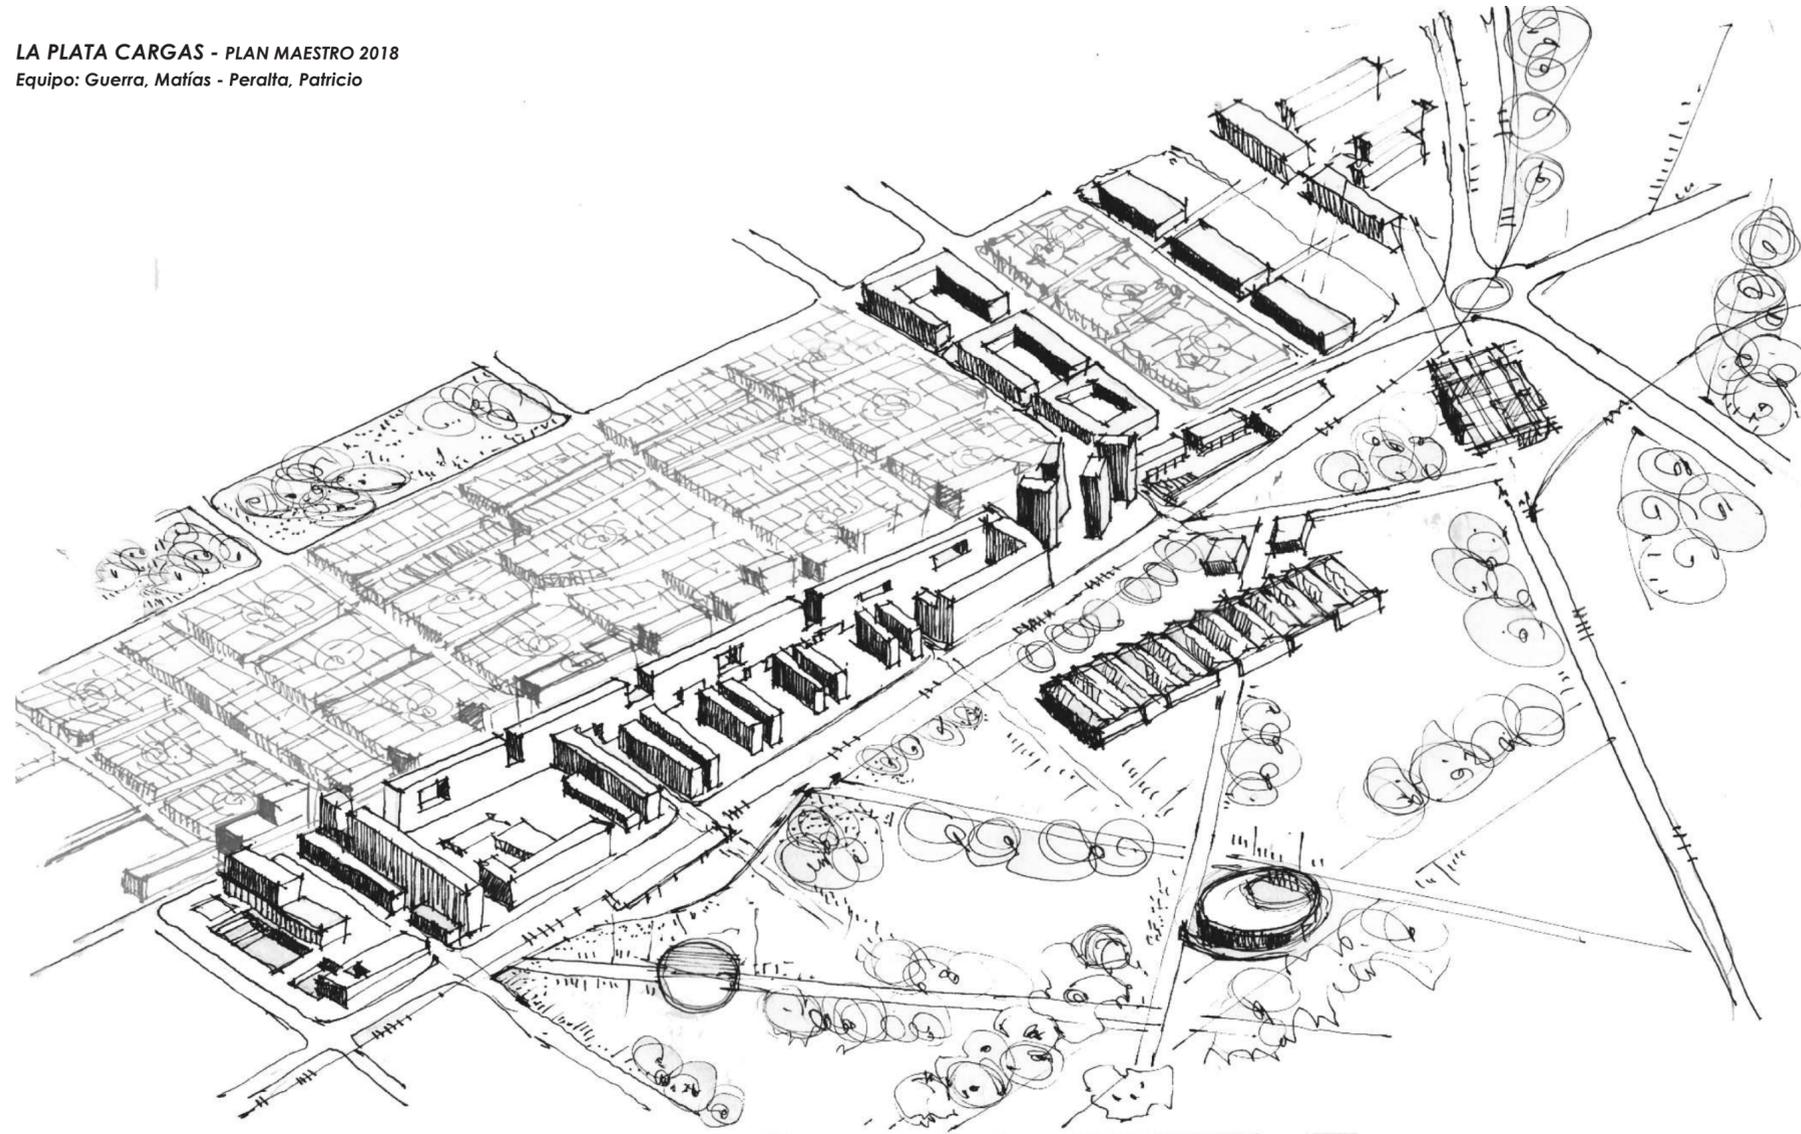 LA PLATA CARGAS - PLAN MAESTRO 2018
Equipo: Guerra, Matías - Peralta, Patricio